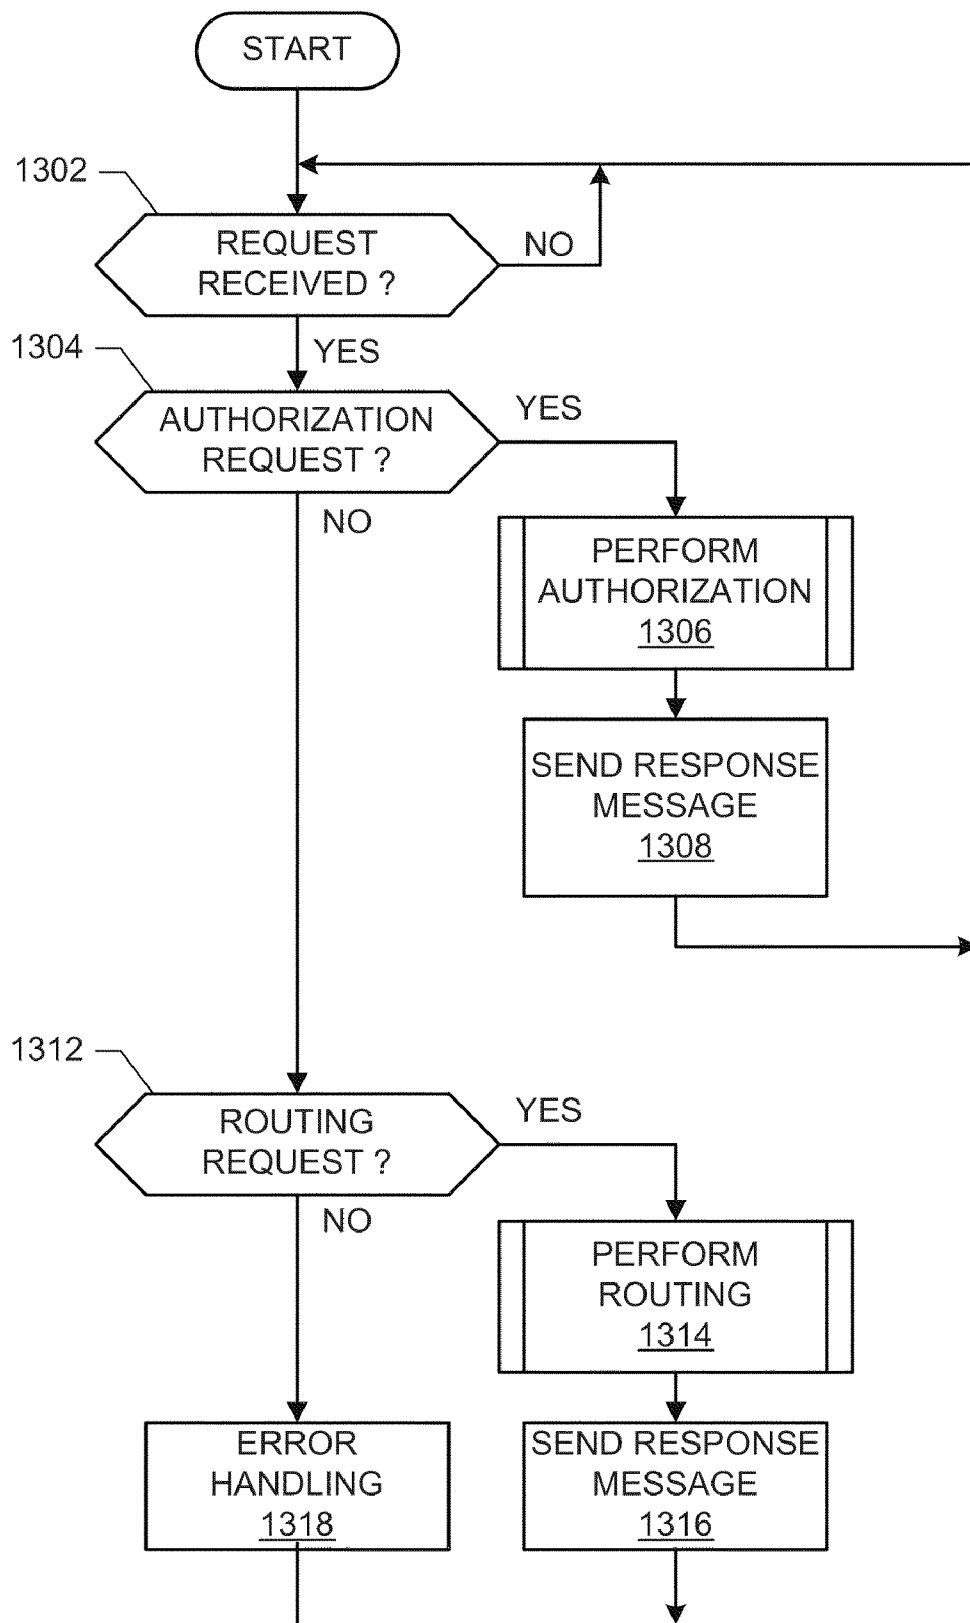 START
1302
REQUEST
RECEIVED ?
NO
YES
1304
AUTHORIZATION
REQUEST ?
YES
NO
PERFORM
AUTHORIZATION
1306
SEND RESPONSE
MESSAGE
1308
1312
ROUTING
REQUEST ?
YES
NO
PERFORM
ROUTING
1314
ERROR
HANDLING
1318
SEND RESPONSE
MESSAGE
1316